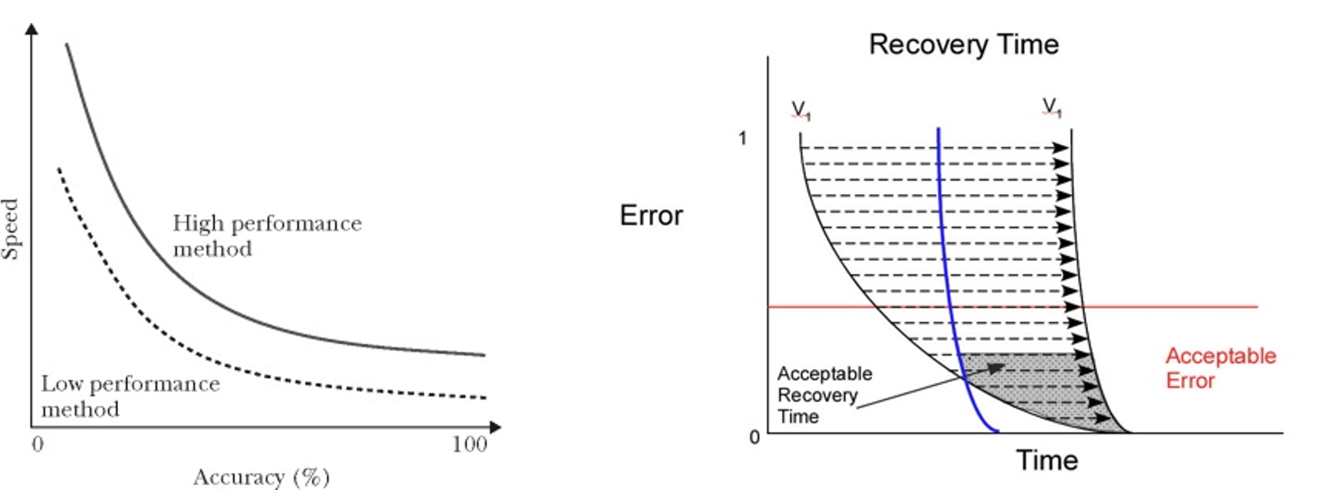 Speed
High performance
method
Low performance
method
0
100
Accuracy (%)
Recovery Time
V1
V1
1
Error
Acceptable
Recovery
Time
Acceptable
Error
0
Time